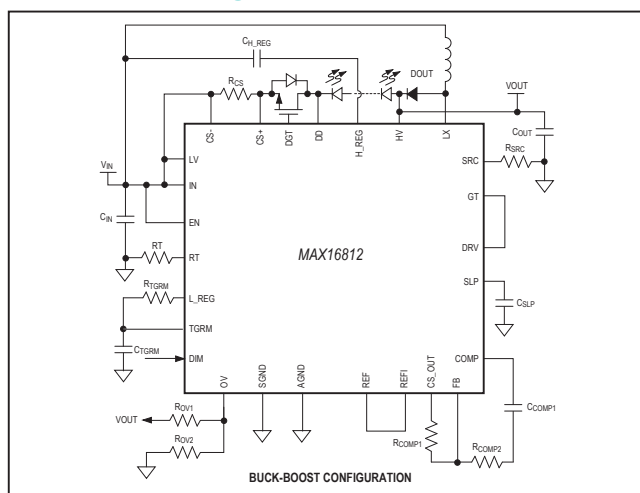 CH_REG
RCS
DOUT
VOUT
CS-
CS+
DGT
DD
H_REG
HV
LX
COUT
VIN
LV
SRC
RSRC
IN
GT
CIN
EN
MAX16812
DRV
RT
RT
RTGRM
L_REG
SLP
CSLP
TGRM
CTGRM
DIM
COMP
OV
SGND
AGND
REF
REFI
CS_OUT
FB
CCOMP1
VOUT
ROV1
RCOMP1
ROV2
RCOMP2
BUCK-BOOST CONFIGURATION